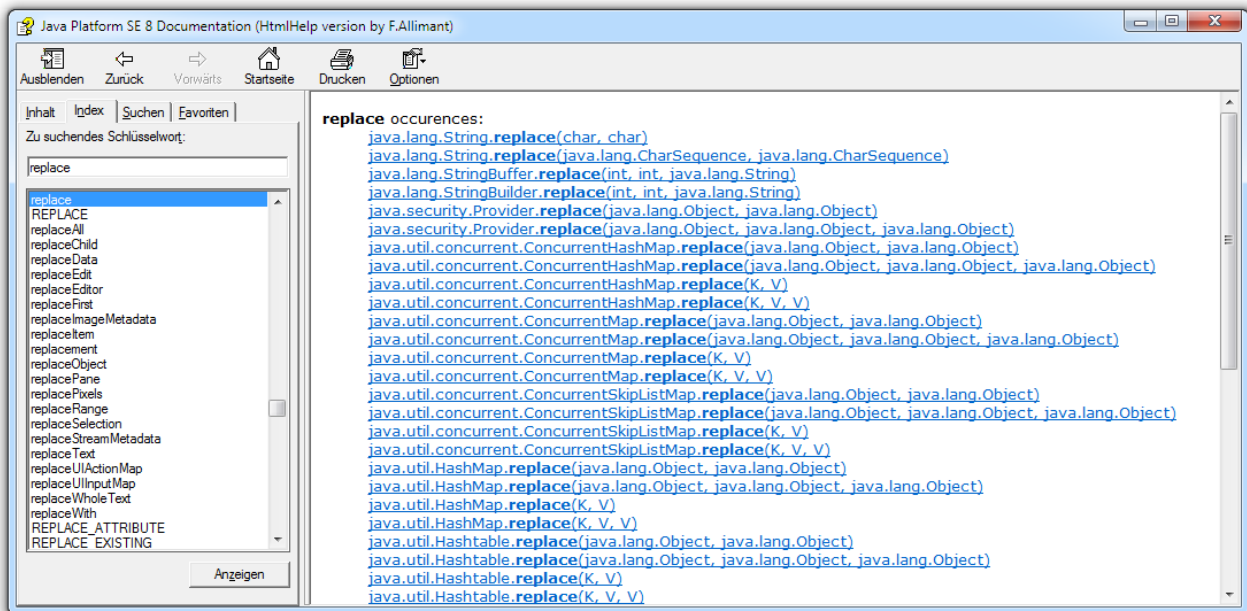 Java Platform SE 8 Documentation (HtmlHelp version by F.Allimant)
Ausblenden Zurück Vorwärts Startseite Drucken Optionen
Inhalt Index Suchen Favoriten
Zu suchendes Schlüsselwort:
replace
replace
REPLACE
replaceAll
replaceChild
replaceData
replaceEdit
replaceEditor
replaceFirst
replaceImageMetadata
replaceItem
replacement
replaceObject
replacePane
replacePixels
replaceRange
replaceSelection
replaceStreamMetadata
replaceText
replaceUIActionMap
replaceUIInputMap
replaceWholeText
replaceWith
REPLACE_ATTRIBUTE
REPLACE_EXISTING
Anzeigen
replace occurences:
java.lang.String.replace(char, char)
java.lang.String.replace(java.lang.CharSequence, java.lang.CharSequence)
java.lang.StringBuffer.replace(int, int, java.lang.String)
java.lang.StringBuilder.replace(int, int, java.lang.String)
java.security.Provider.replace(java.lang.Object, java.lang.Object)
java.security.Provider.replace(java.lang.Object, java.lang.Object, java.lang.Object)
java.util.concurrent.ConcurrentHashMap.replace(java.lang.Object, java.lang.Object)
java.util.concurrent.ConcurrentHashMap.replace(java.lang.Object, java.lang.Object, java.lang.Object)
java.util.concurrent.ConcurrentHashMap.replace(K, V)
java.util.concurrent.ConcurrentHashMap.replace(K, V, V)
java.util.concurrent.ConcurrentMap.replace(java.lang.Object, java.lang.Object)
java.util.concurrent.ConcurrentMap.replace(java.lang.Object, java.lang.Object, java.lang.Object)
java.util.concurrent.ConcurrentMap.replace(K, V)
java.util.concurrent.ConcurrentMap.replace(K, V, V)
java.util.concurrent.ConcurrentSkipListMap.replace(java.lang.Object, java.lang.Object)
java.util.concurrent.ConcurrentSkipListMap.replace(java.lang.Object, java.lang.Object, java.lang.Object)
java.util.concurrent.ConcurrentSkipListMap.replace(K, V)
java.util.concurrent.ConcurrentSkipListMap.replace(K, V, V)
java.util.HashMap.replace(java.lang.Object, java.lang.Object)
java.util.HashMap.replace(java.lang.Object, java.lang.Object, java.lang.Object)
java.util.HashMap.replace(K, V)
java.util.HashMap.replace(K, V, V)
java.util.Hashtable.replace(java.lang.Object, java.lang.Object)
java.util.Hashtable.replace(java.lang.Object, java.lang.Object, java.lang.Object)
java.util.Hashtable.replace(K, V)
java.util.Hashtable.replace(K, V, V)